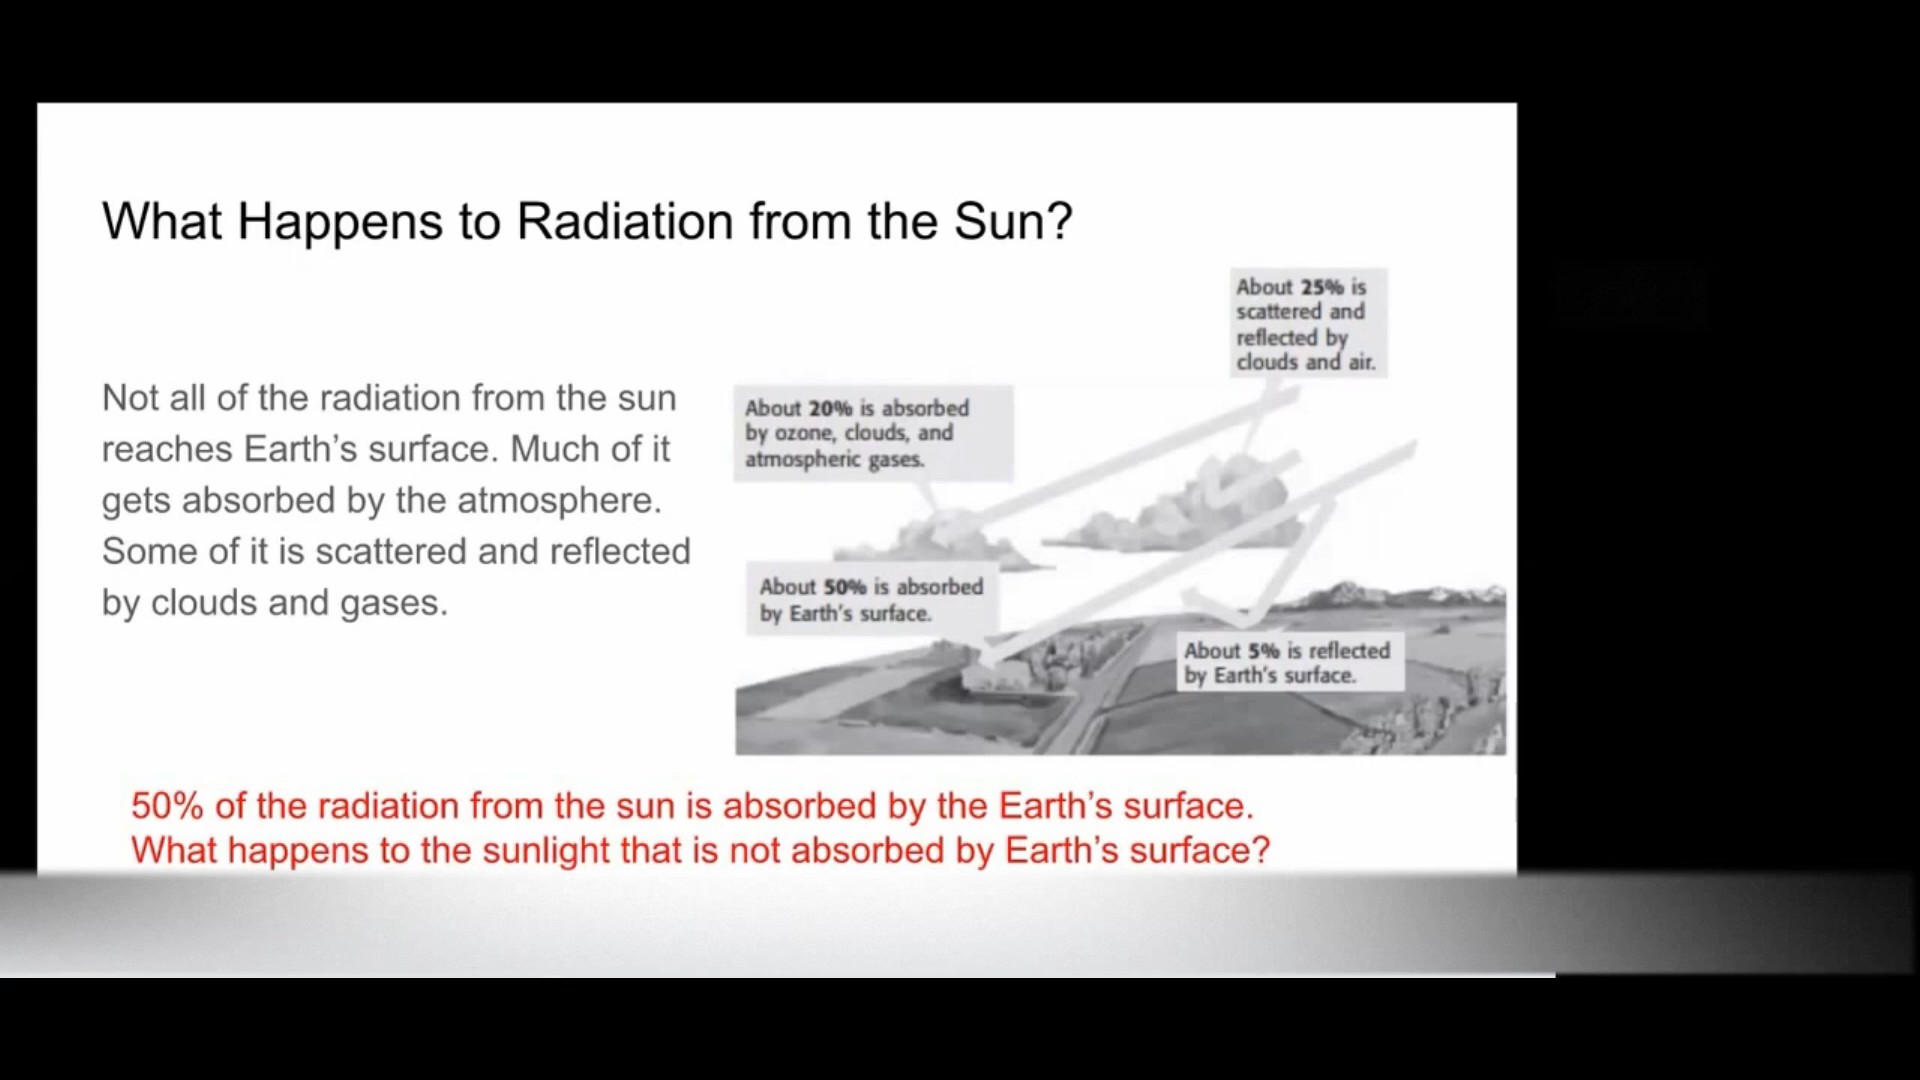 What Happens to Radiation from the Sun?
Not all of the radiation from the sun
reaches Earth’s surface. Much of it
gets absorbed by the atmosphere.
Some of it is scattered and reflected
by clouds and gases.
About 25% is
scattered and
reflected by
clouds and air.
About 20% is absorbed
by ozone, clouds, and
atmospheric gases.
About 50% is absorbed
by Earth’s surface.
About 5% is reflected
by Earth’s surface.
50% of the radiation from the sun is absorbed by the Earth’s surface.
What happens to the sunlight that is not absorbed by Earth’s surface?